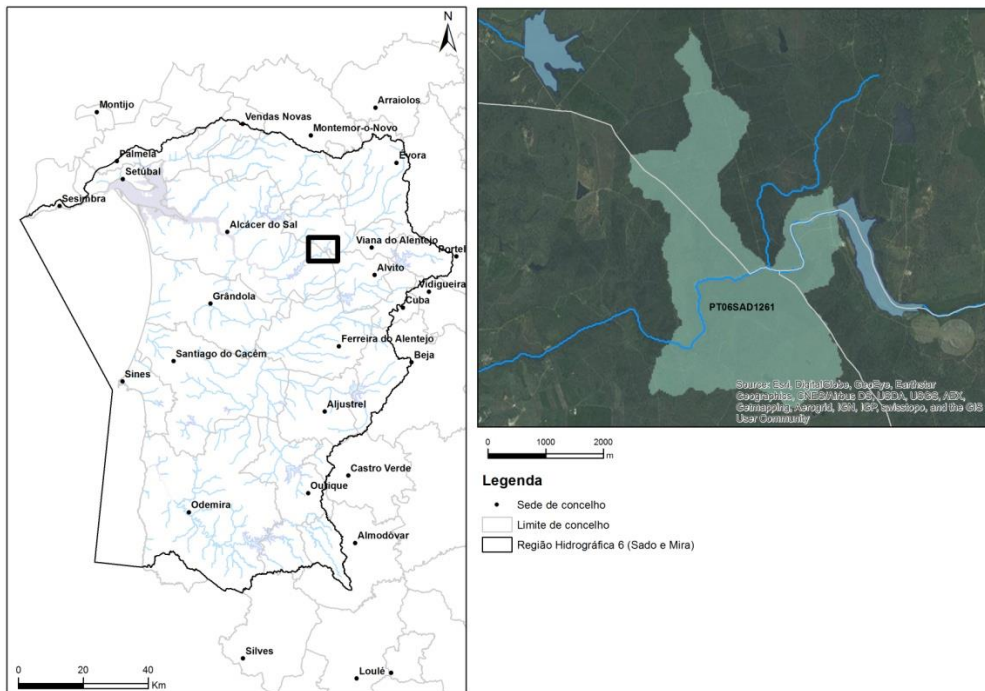 N
Montijo
Arraiolos
Vendas Novas
Montemor-o-Novo
Palmela
Évora
Setúbal
Sesimbra
Alcácer do Sal
Viana do Alentejo
Portel
Alvito
Vidigueira
Grândola
Cuba
Ferreira do Alentejo
Santiago do Cacém
Beja
Sines
Aljustrel
Castro Verde
Ourique
Odemira
Almodôvar
Silves
Loulé
0 20 40
Km
PT06SAD1261
Source: Esri, DigitalGlobe, GeoEye, Earthstar
Geographics, CNES/Airbus DS, USDA, USGS, AEX,
Getmapping, Aerogrid, IGN, IGP, swisstopo, and the GIS
User Community
0 1000 2000
m
Legenda
Sede de concelho
Limite de concelho
Região Hidrográfica 6 (Sado e Mira)